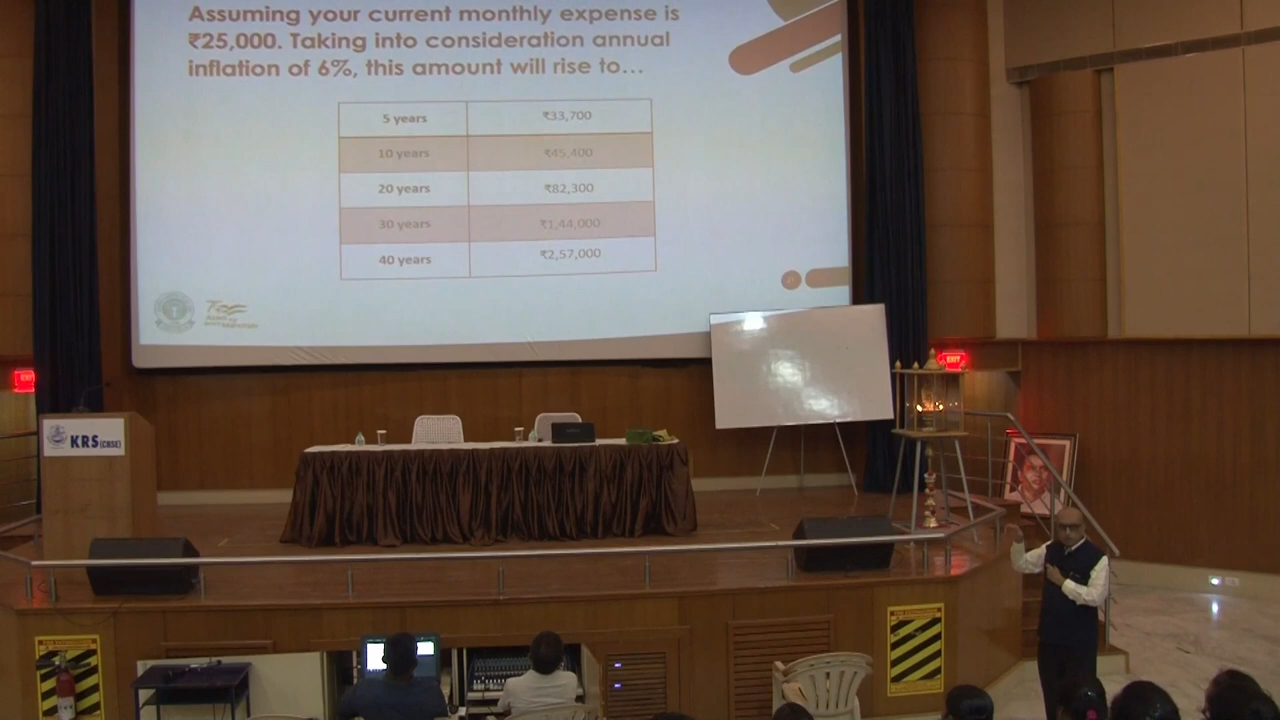 Assuming your current monthly expense is
₹25,000. Taking into consideration annual
inflation of 6%, this amount will rise to...
5 years ₹33,700
10 years ₹45,400
20 years ₹82,300
30 years ₹1,44,000
40 years ₹2,57,000
EXIT
EXIT
KRS (CHSE)